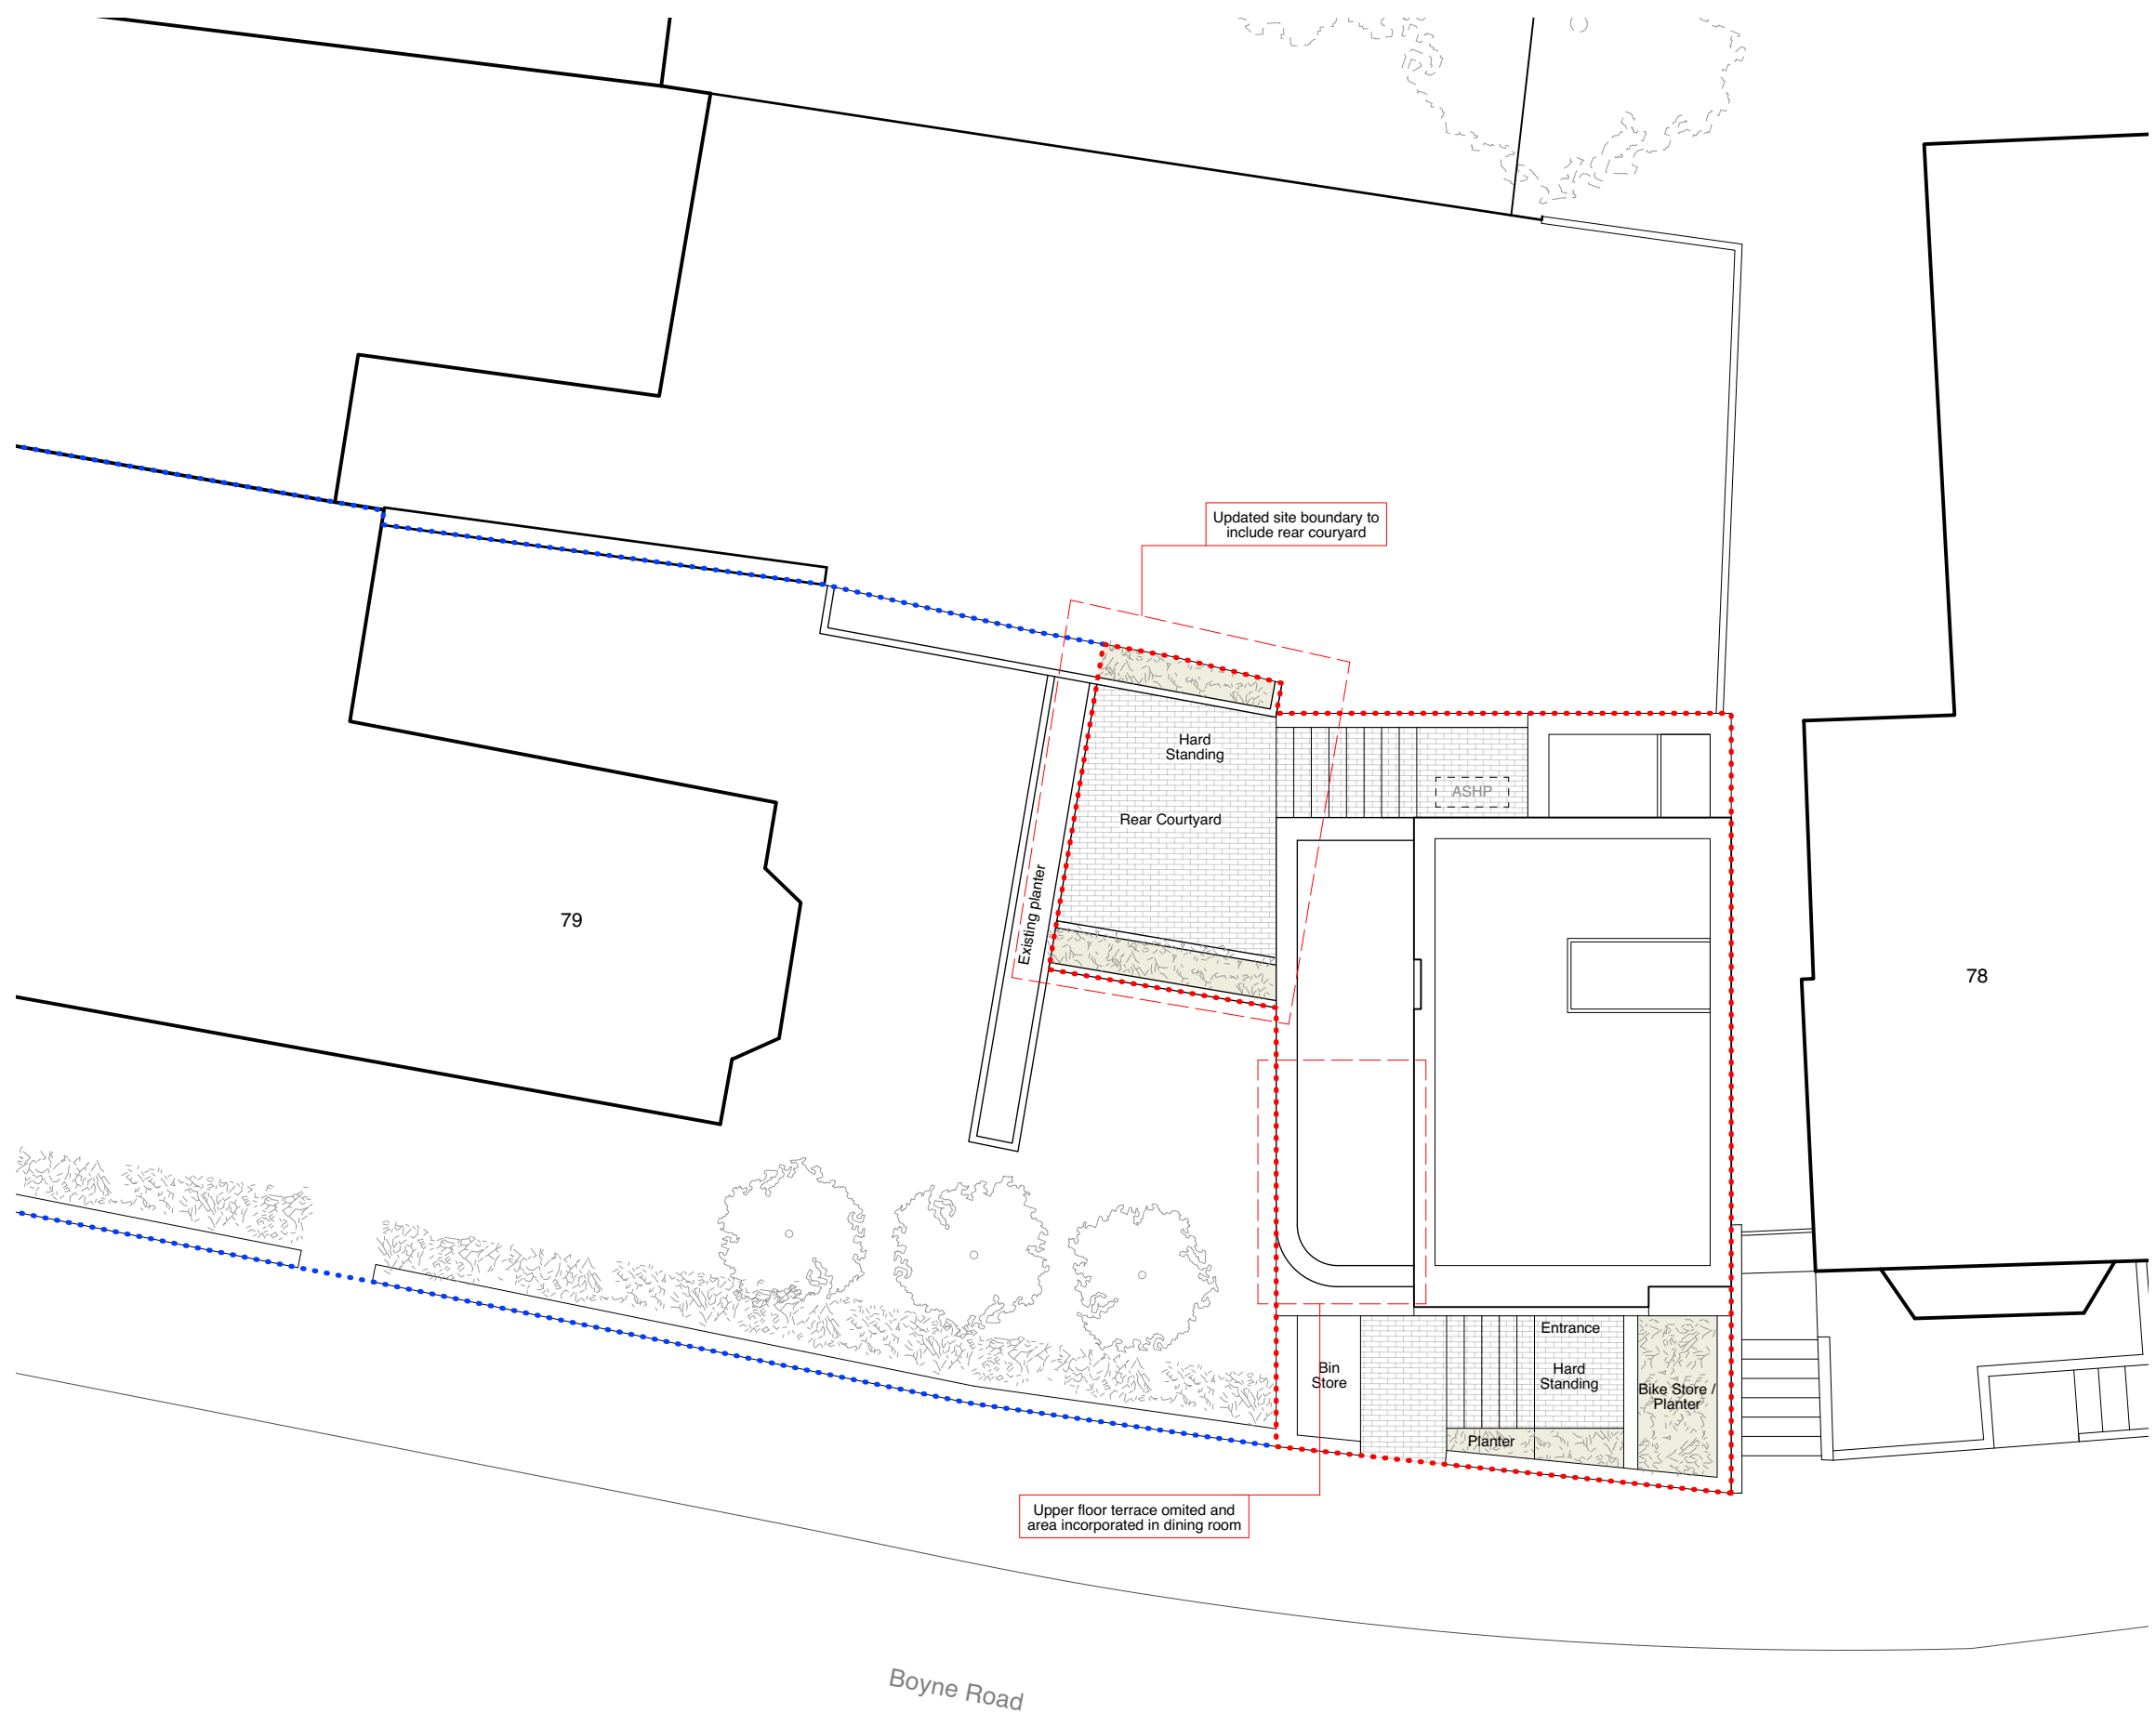 Updated site boundary to
include rear couryard
Hard
Standing
ASHP
Rear Courtyard
Existing planter
79
78
Entrance
Bin
Store
Hard
Standing
Bike Store /
Planter
Planter
Upper floor terrace omited and
area incorporated in dining room
Boyne Road